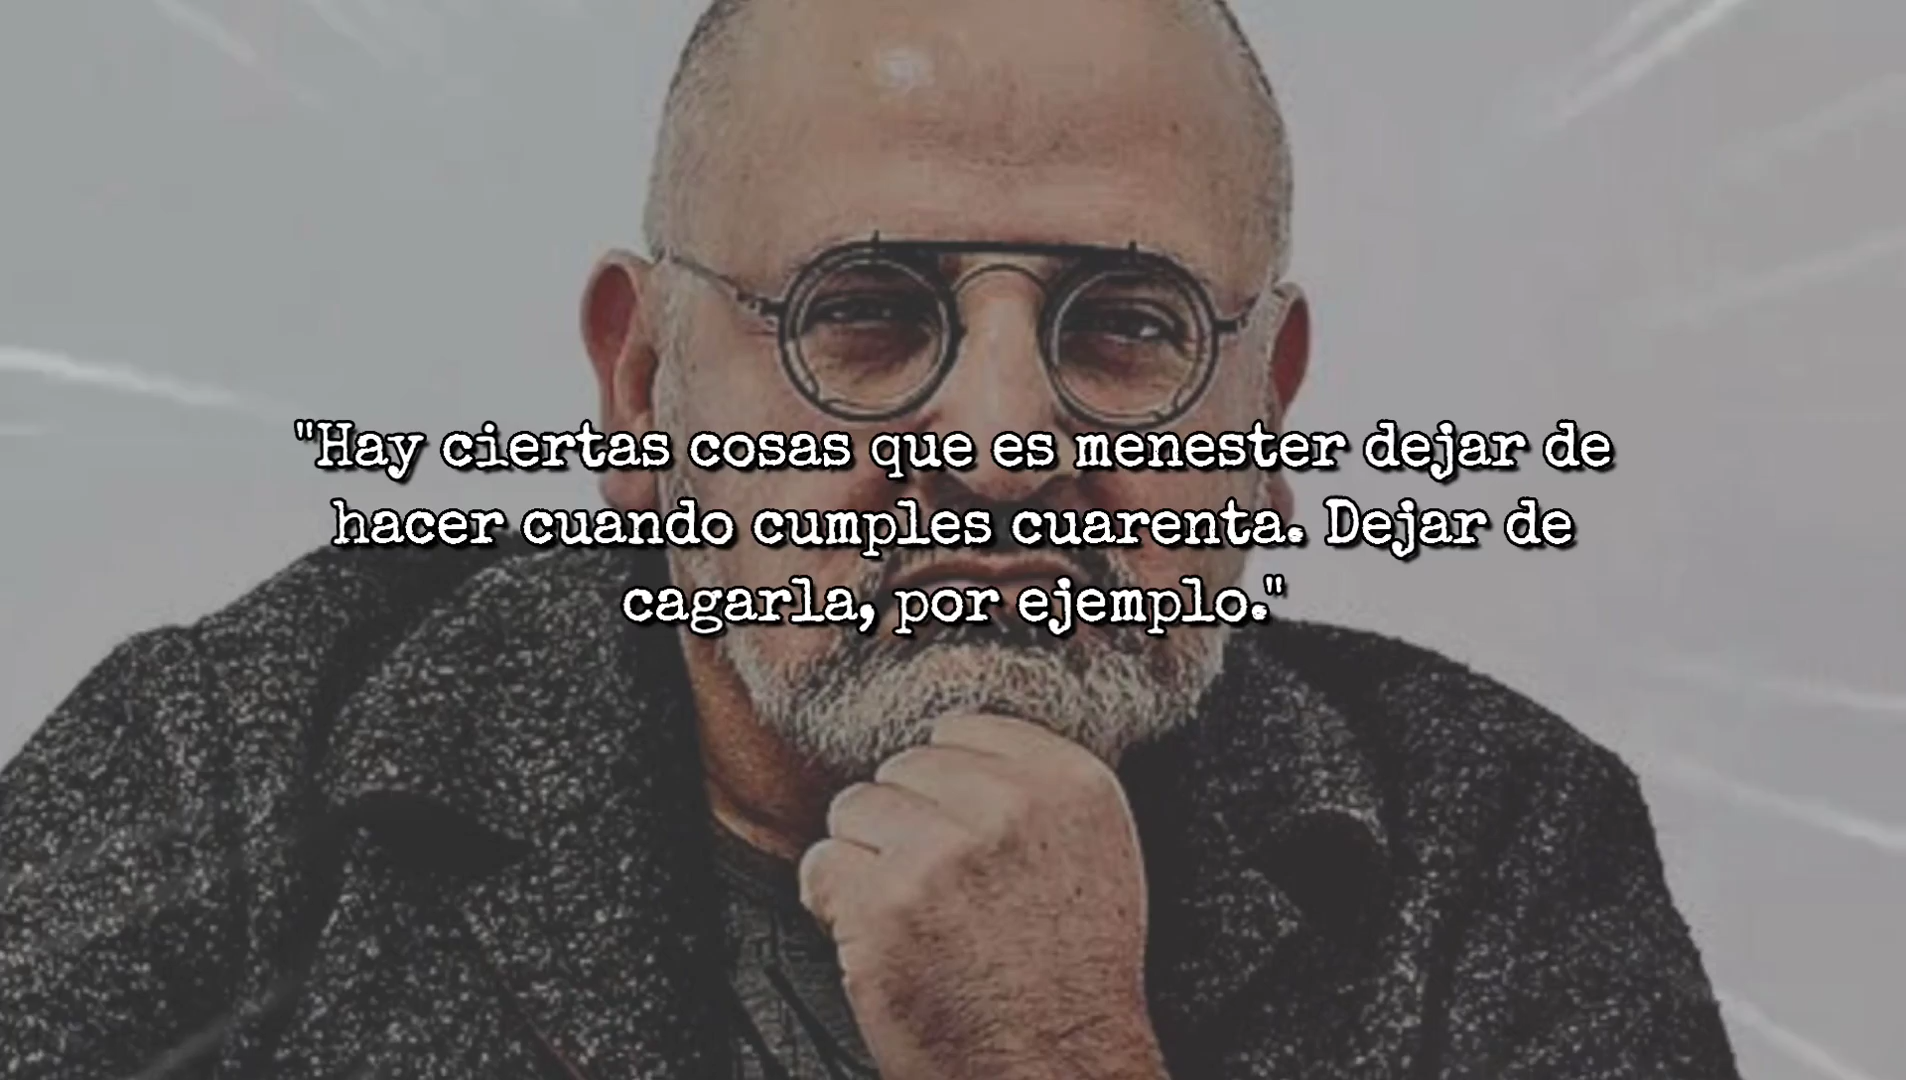 "Hay ciertas cosas que es menester dejar de
hacer cuando cumples cuarenta. Dejar de
cagarla, por ejemplo."